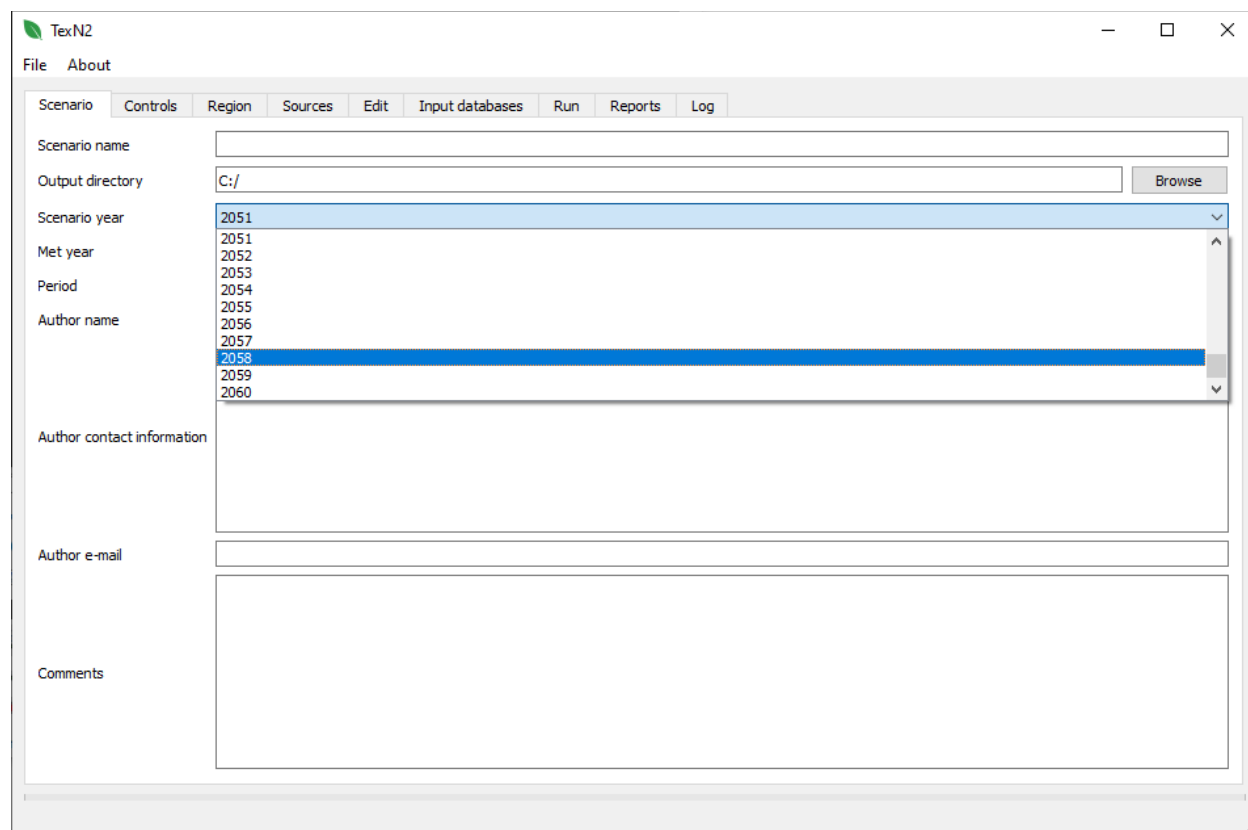 TexN2
File About
Scenario Controls Region Sources Edit Input databases Run Reports Log
Scenario name
Output directory C:/ Browse
Scenario year 2051
2051
Met year 2052
2053
Period 2054
2055
Author name 2056
2057
2058
2059
2060
Author contact information
Author e-mail
Comments